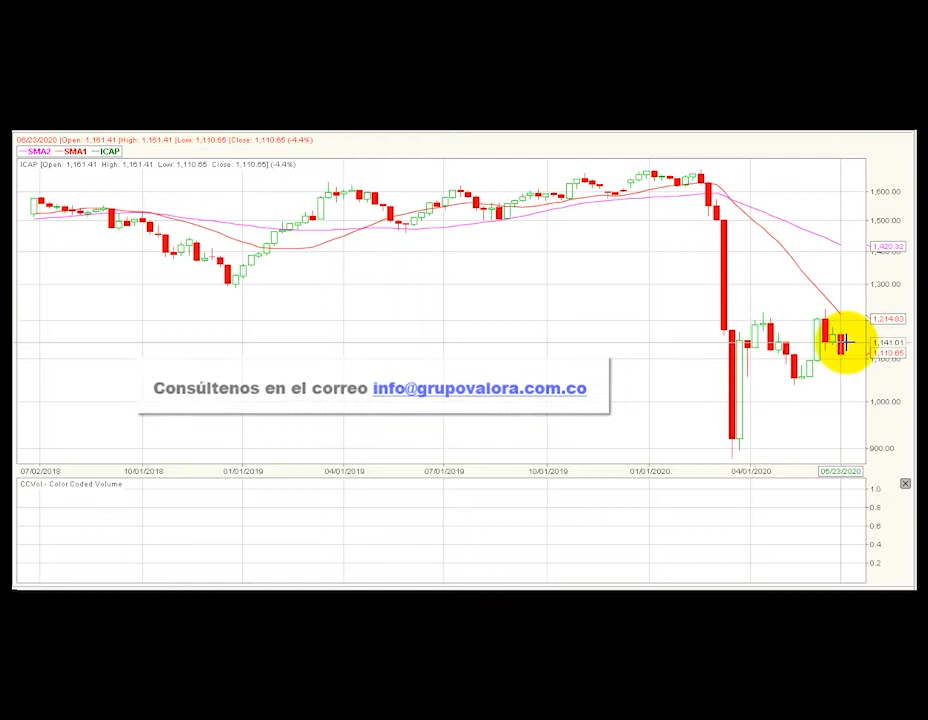 06/23/2020 [Open: 1,161.41 |High: 1,161.41 |Low: 1,110.65 |Close: 1,110.65 (-4.4%)
SMA2 SMA1 ICAP
ICAP [Open: 1,161.41 High: 1,161.41 Low: 1,110.65 Close: 1,110.65] (-4.4%)
1,600.00
1,500.00
1,420.32
1,300.00
1,214.83
1,141.01
1,110.65
1,000.00
900.00
Consúltenos en el correo info@grupovalora.com.co
07/02/2018 10/01/2018 01/01/2019 04/01/2019 07/01/2019 10/01/2019 01/01/2020 04/01/2020 06/23/2020
CCVol - Color Coded Volume
1.0
0.8
0.6
0.4
0.2